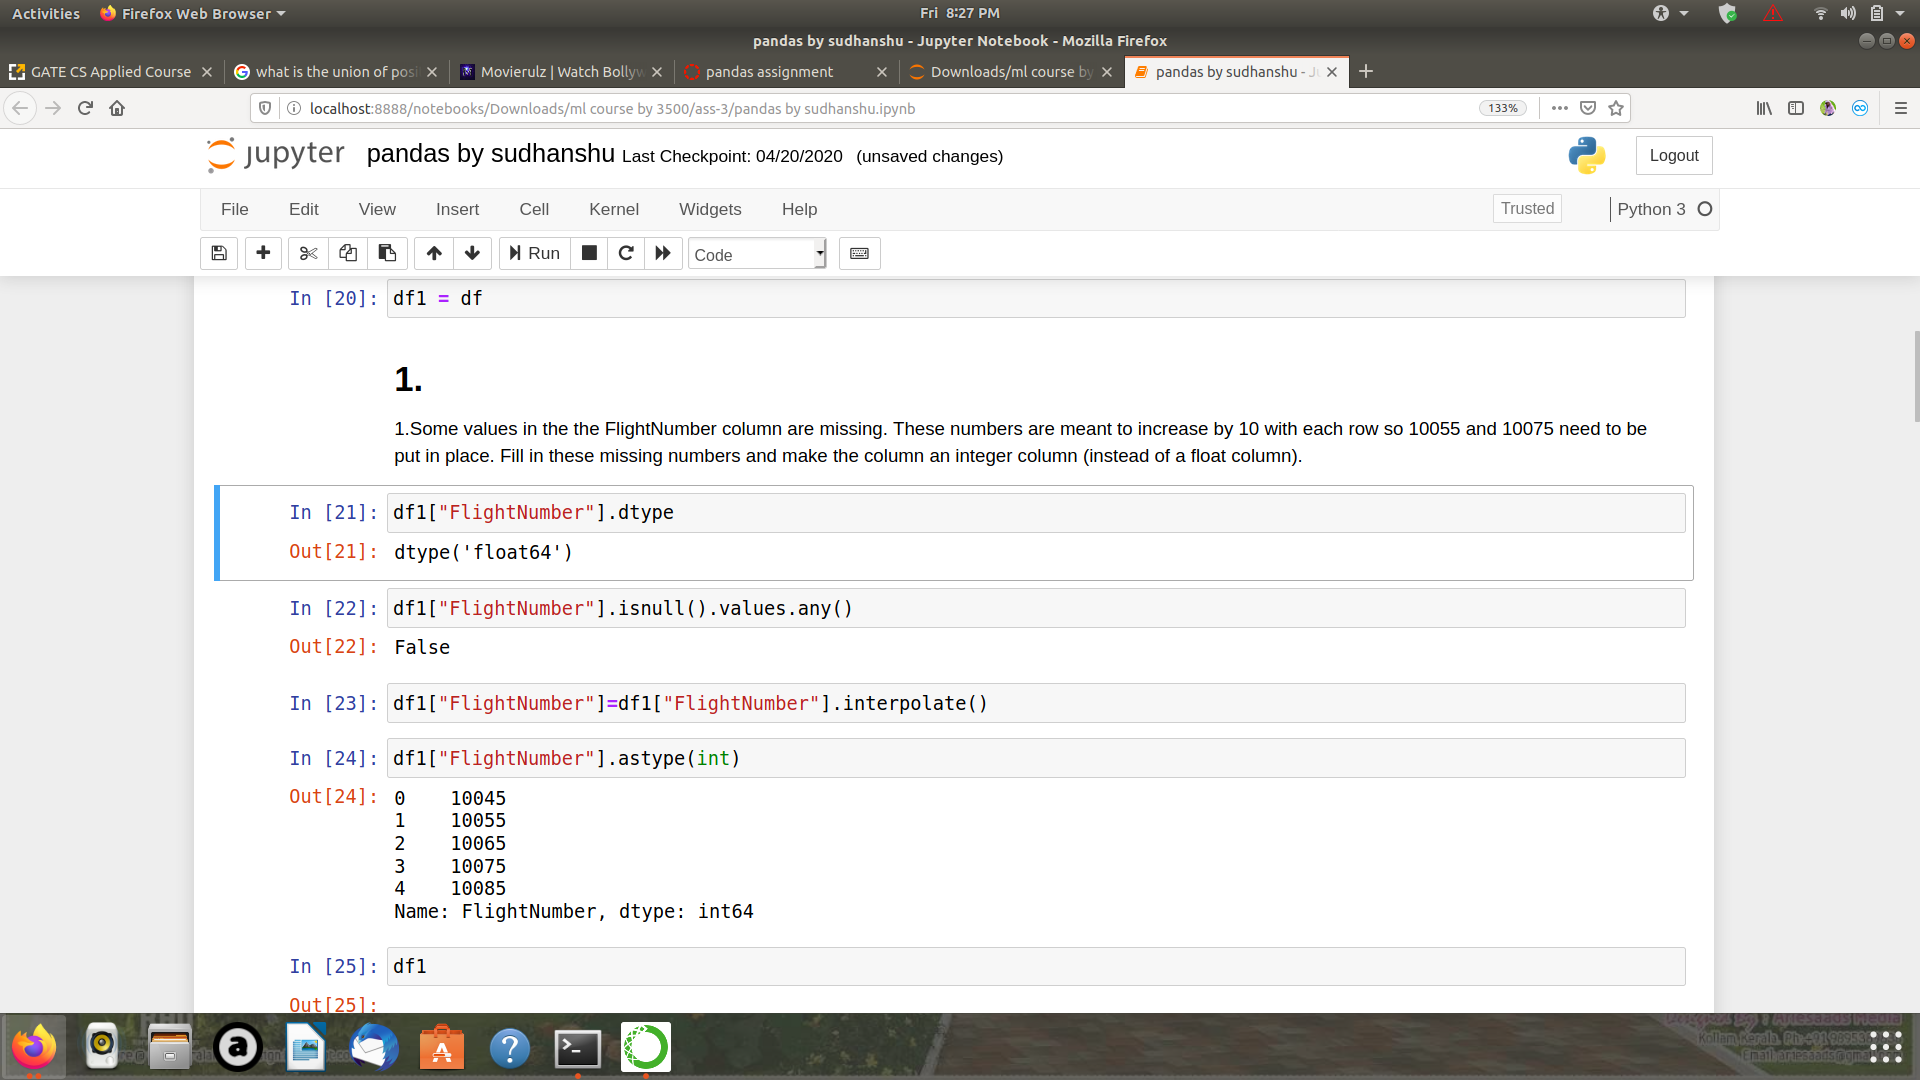 Activities Firefox Web Browser Fri 8:27 PM
pandas by sudhanshu - Jupyter Notebook - Mozilla Firefox
GATE CS Applied Course what is the union of posi Movierulz | Watch Bollyw pandas assignment Downloads/ml course by pandas by sudhanshu - Ju
localhost:8888/notebooks/Downloads/ml course by 3500/ass-3/pandas by sudhanshu.ipynb 133%
jupyter pandas by sudhanshu Last Checkpoint: 04/20/2020 (unsaved changes) Logout
File Edit View Insert Cell Kernel Widgets Help Trusted Python 3
Run Code
In [20]: df1 = df
1.
1.Some values in the the FlightNumber column are missing. These numbers are meant to increase by 10 with each row so 10055 and 10075 need to be
put in place. Fill in these missing numbers and make the column an integer column (instead of a float column).
In [21]: df1["FlightNumber"].dtype
Out[21]: dtype('float64')
In [22]: df1["FlightNumber"].isnull().values.any()
Out[22]: False
In [23]: df1["FlightNumber"]=df1["FlightNumber"].interpolate()
In [24]: df1["FlightNumber"].astype(int)
Out[24]: 0 10045
1 10055
2 10065
3 10075
4 10085
Name: FlightNumber, dtype: int64
In [25]: df1
Out[25]: